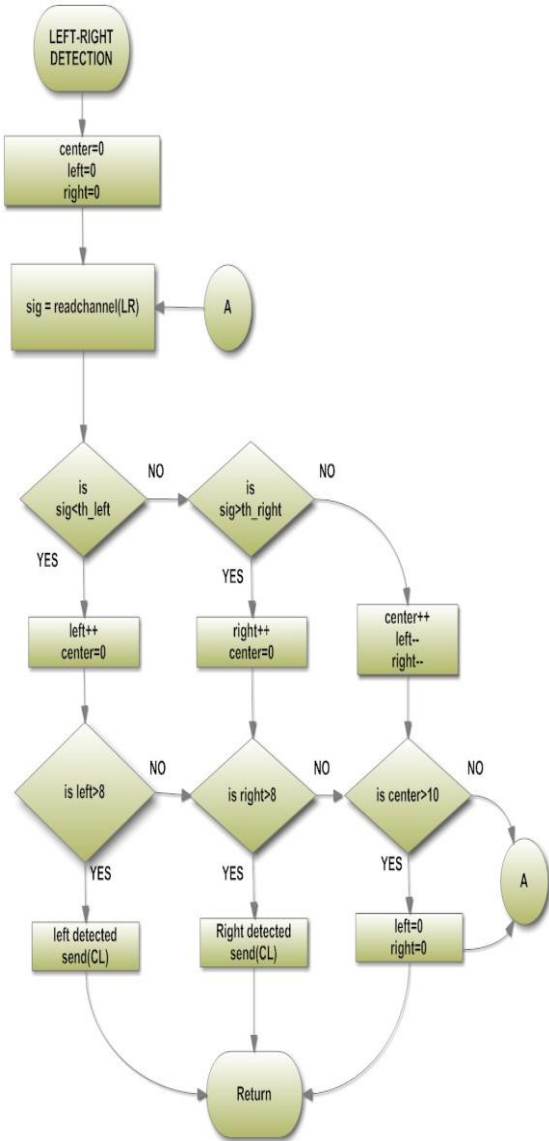 LEFT-RIGHT
DETECTION
center=0
left=0
right=0
sig = readchannel(LR)
A
is
sig<th_left
NO
is
sig>th_right
NO
YES
YES
left++
center=0
right++
center=0
center++
left--
right--
is left>8
NO
is right>8
NO
is center>10
NO
YES
YES
YES
A
left detected
send(CL)
Right detected
send(CL)
left=0
right=0
Return